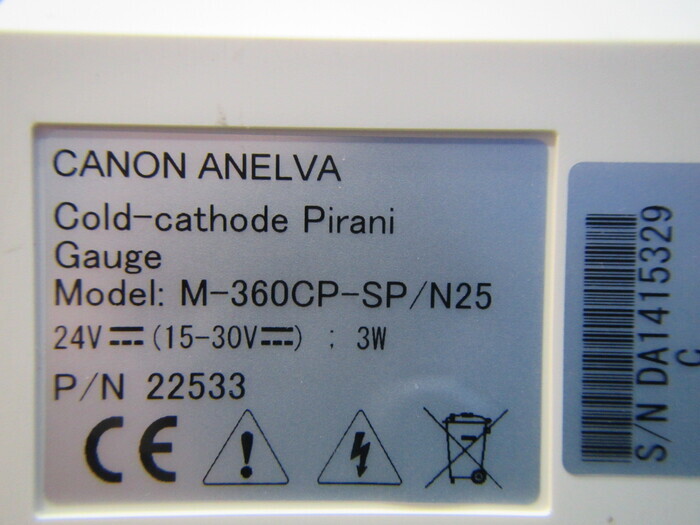 CANON ANELVA
Cold-cathode Pirani
Gauge
Model: M-360CP-SP/N25
24V⎓(15-30V⎓) : 3W
P/N 22533
CE
S/N DA1415329
C